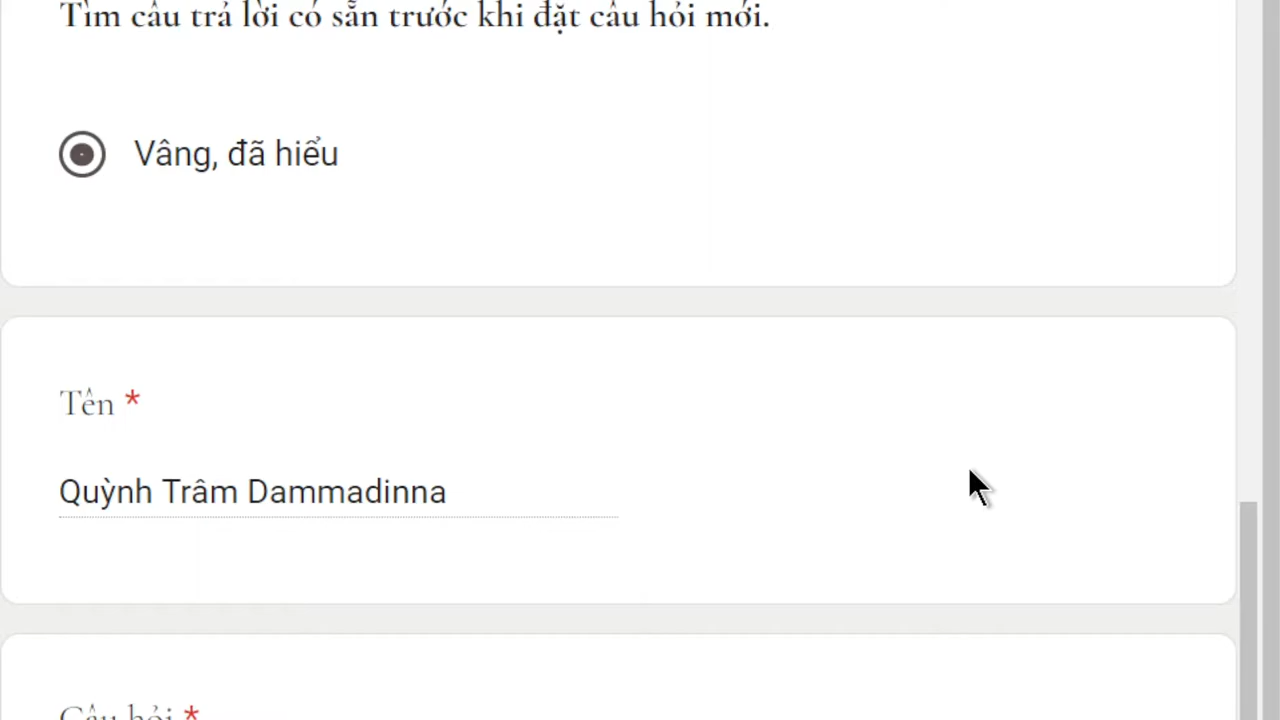 Tìm câu trả lời có sẵn trước khi đặt câu hỏi mới.
Vâng, đã hiểu
Tên *
Quỳnh Trâm Dammadinna
Câu hỏi *